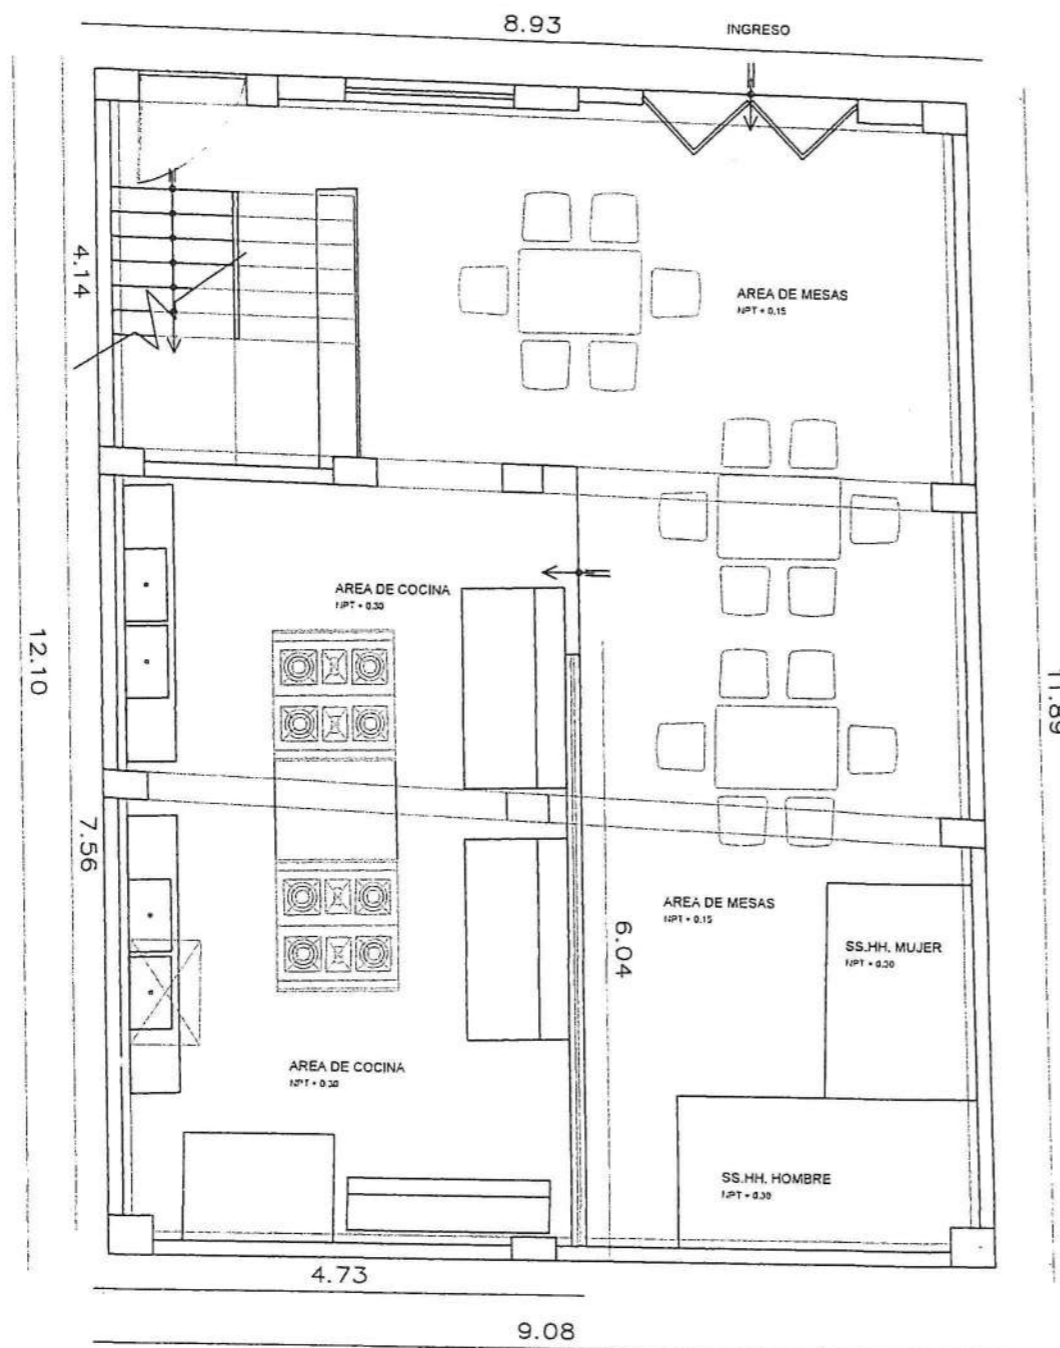 8.93
INGRESO
4.14
AREA DE MESAS
NPT + 0.15
12.10
11.89
AREA DE COCINA
NPT + 0.30
7.56
6.04
AREA DE MESAS
NPT + 0.15
SS.HH. MUJER
NPT + 0.30
AREA DE COCINA
NPT + 0.30
SS.HH. HOMBRE
NPT + 0.30
4.73
9.08